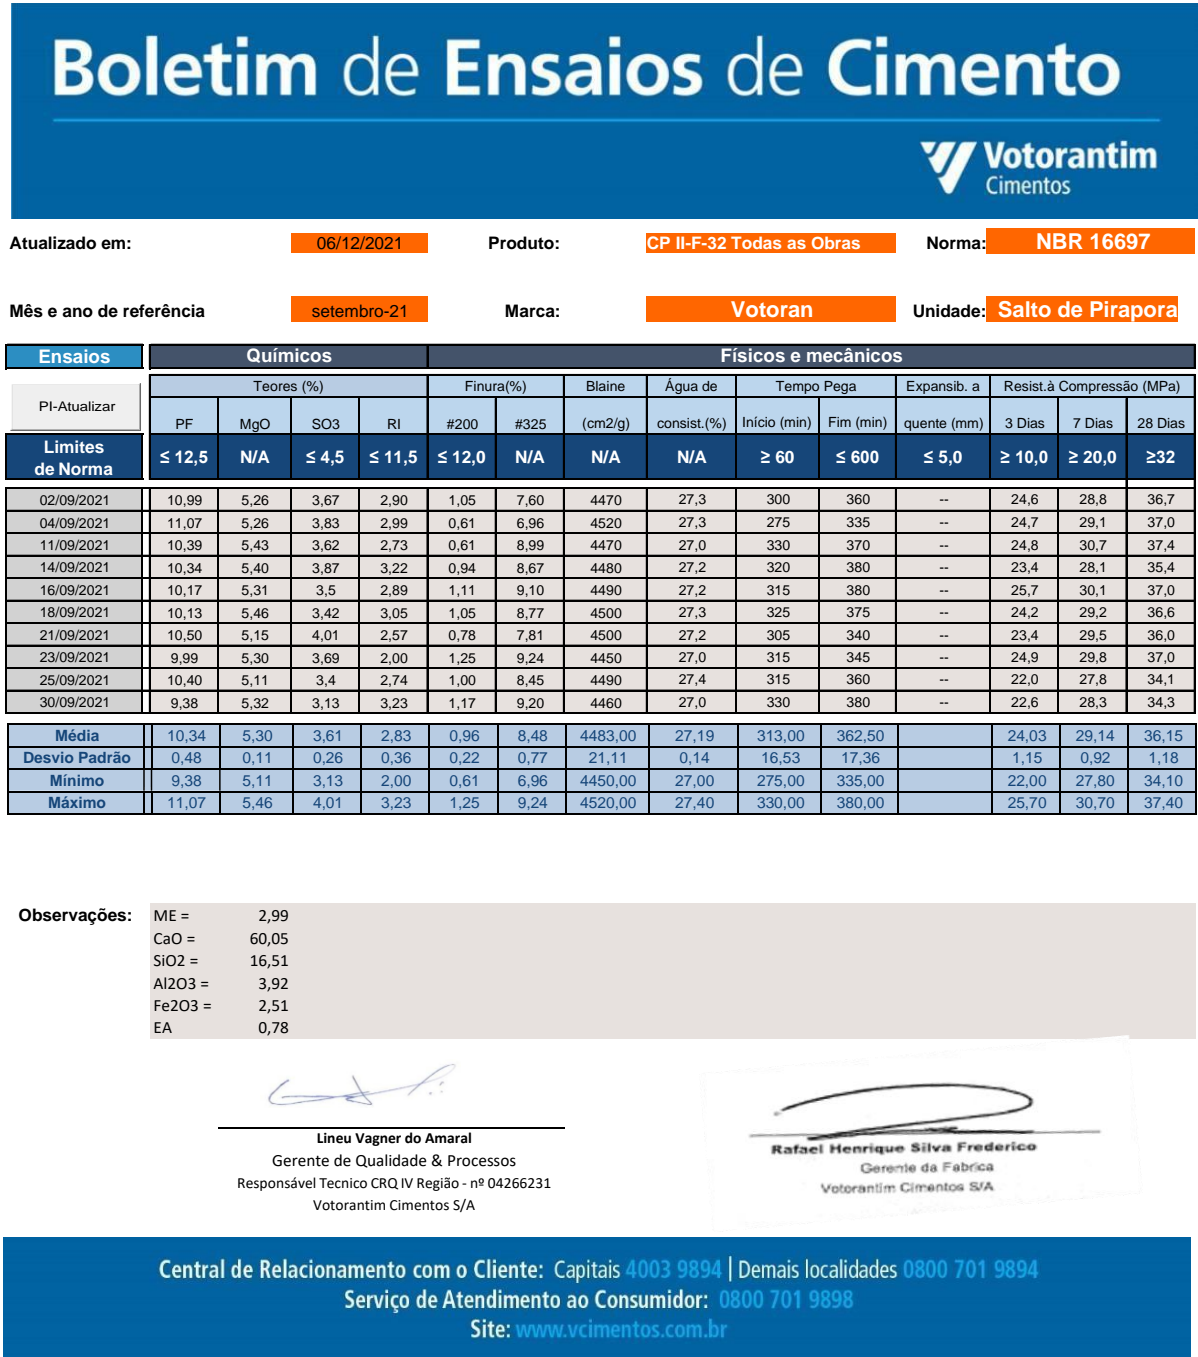 Boletim de Ensaios de Cimento
Votorantim
Cimentos
Atualizado em: 06/12/2021 Produto: CP II-F-32 Todas as Obras Norma: NBR 16697
Mês e ano de referência setembro-21 Marca: Votoran Unidade: Salto de Pirapora
Ensaios Químicos Físicos e mecânicos
Teores (%) Finura(%) Blaine Água de Tempo Pega Expansib. a Resist.à Compressão (MPa)
PI-Atualizar
PF MgO SO3 RI #200 #325 (cm2/g) consist.(%) Início (min) Fim (min) quente (mm) 3 Dias 7 Dias 28 Dias
Limites
de Norma
≤ 12,5 N/A ≤ 4,5 ≤ 11,5 ≤ 12,0 N/A N/A N/A ≥ 60 ≤ 600 ≤ 5,0 ≥ 10,0 ≥ 20,0 ≥32
02/09/2021 10,99 5,26 3,67 2,90 1,05 7,60 4470 27,3 300 360 -- 24,6 28,8 36,7
04/09/2021 11,07 5,26 3,83 2,99 0,61 6,96 4520 27,3 275 335 -- 24,7 29,1 37,0
11/09/2021 10,39 5,43 3,62 2,73 0,61 8,99 4470 27,0 330 370 -- 24,8 30,7 37,4
14/09/2021 10,34 5,40 3,87 3,22 0,94 8,67 4480 27,2 320 380 -- 23,4 28,1 35,4
16/09/2021 10,17 5,31 3,5 2,89 1,11 9,10 4490 27,2 315 380 -- 25,7 30,1 37,0
18/09/2021 10,13 5,46 3,42 3,05 1,05 8,77 4500 27,3 325 375 -- 24,2 29,2 36,6
21/09/2021 10,50 5,15 4,01 2,57 0,78 7,81 4500 27,2 305 340 -- 23,4 29,5 36,0
23/09/2021 9,99 5,30 3,69 2,00 1,25 9,24 4450 27,0 315 345 -- 24,9 29,8 37,0
25/09/2021 10,40 5,11 3,4 2,74 1,00 8,45 4490 27,4 315 360 -- 22,0 27,8 34,1
30/09/2021 9,38 5,32 3,13 3,23 1,17 9,20 4460 27,0 330 380 -- 22,6 28,3 34,3
Média 10,34 5,30 3,61 2,83 0,96 8,48 4483,00 27,19 313,00 362,50 24,03 29,14 36,15
Desvio Padrão 0,48 0,11 0,26 0,36 0,22 0,77 21,11 0,14 16,53 17,36 1,15 0,92 1,18
Mínimo 9,38 5,11 3,13 2,00 0,61 6,96 4450,00 27,00 275,00 335,00 22,00 27,80 34,10
Máximo 11,07 5,46 4,01 3,23 1,25 9,24 4520,00 27,40 330,00 380,00 25,70 30,70 37,40
Observações: ME = 2,99
CaO = 60,05
SiO2 = 16,51
Al2O3 = 3,92
Fe2O3 = 2,51
EA 0,78
Lineu Vagner do Amaral
Gerente de Qualidade & Processos
Responsável Tecnico CRQ IV Região - nº 04266231
Votorantim Cimentos S/A
Rafael Henrique Silva Frederico
Gerente da Fabrica
Votorantim Cimentos S/A
Central de Relacionamento com o Cliente: Capitais 4003 9894 | Demais localidades 0800 701 9894
Serviço de Atendimento ao Consumidor: 0800 701 9898
Site: www.vcimentos.com.br